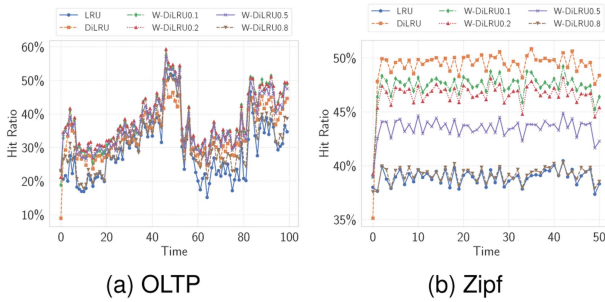 LRU W-DiLRU0.1 W-DiLRU0.5
DiLRU W-DiLRU0.2 W-DiLRU0.8
60%
50%
40%
30%
20%
10%
Hit Ratio
0 20 40 60 80 100
Time
(a) OLTP
LRU W-DiLRU0.1 W-DiLRU0.5
DiLRU W-DiLRU0.2 W-DiLRU0.8
50%
45%
40%
35%
Hit Ratio
0 10 20 30 40 50
Time
(b) Zipf